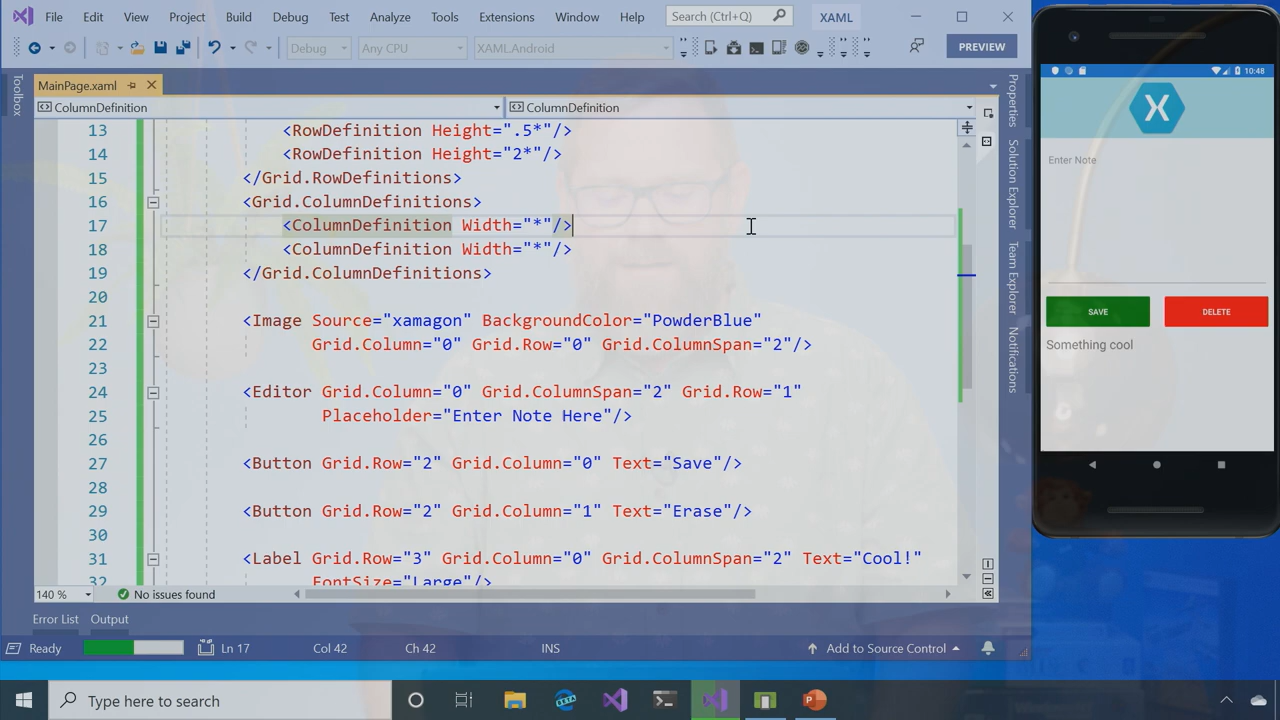 File Edit View Project Build Debug Test Analyze Tools Extensions Window Help Search (Ctrl+Q) XAML
Debug Any CPU XAML.Android PREVIEW
Toolbox
MainPage.xaml
ColumnDefinition ColumnDefinition
13 <RowDefinition Height=".5*"/>
14 <RowDefinition Height="2*"/>
15 </Grid.RowDefinitions>
16 <Grid.ColumnDefinitions>
17 <ColumnDefinition Width="*"/>
18 <ColumnDefinition Width="*"/>
19 </Grid.ColumnDefinitions>
20
21 <Image Source="xamagon" BackgroundColor="PowderBlue"
22 Grid.Column="0" Grid.Row="0" Grid.ColumnSpan="2"/>
23
24 <Editor Grid.Column="0" Grid.ColumnSpan="2" Grid.Row="1"
25 Placeholder="Enter Note Here"/>
26
27 <Button Grid.Row="2" Grid.Column="0" Text="Save"/>
28
29 <Button Grid.Row="2" Grid.Column="1" Text="Erase"/>
30
31 <Label Grid.Row="3" Grid.Column="0" Grid.ColumnSpan="2" Text="Cool!"
32 FontSize="Large"/>
140 % No issues found
Error List Output
Ready Ln 17 Col 42 Ch 42 INS Add to Source Control
Type here to search
Properties
Solution Explorer
Team Explorer
Notifications
10:48
X
Enter Note
SAVE DELETE
Something cool